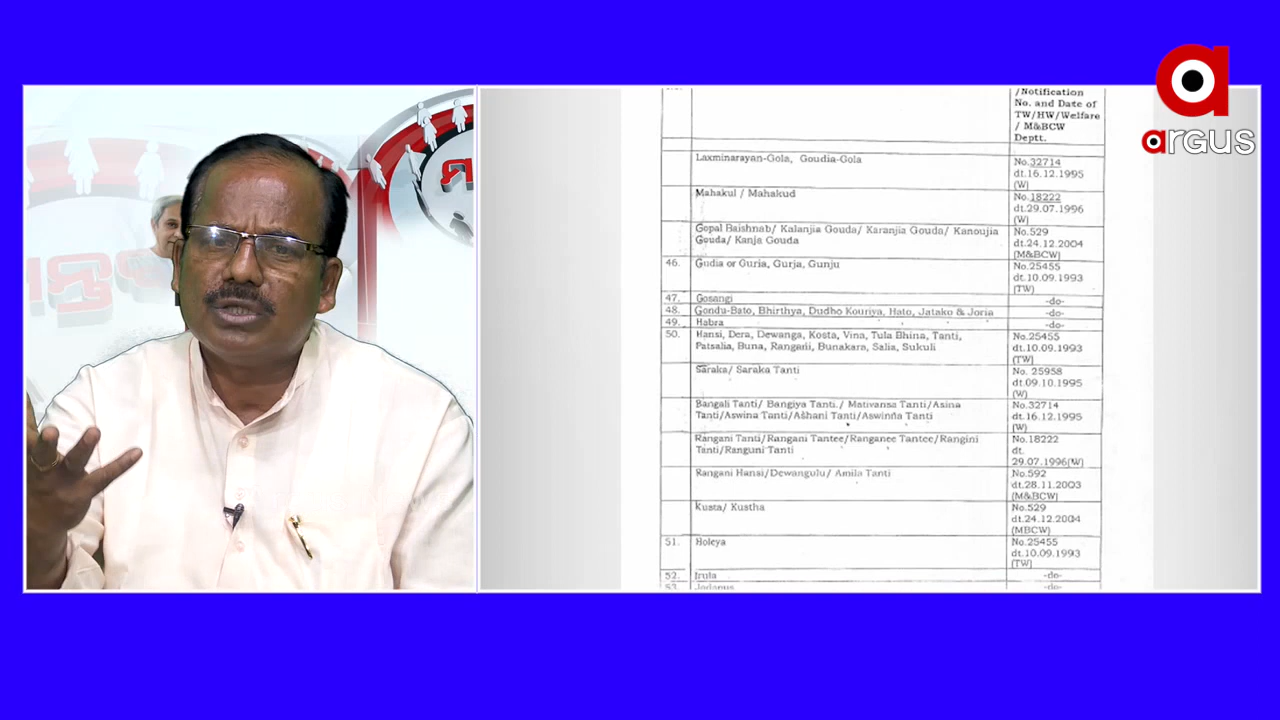 argus
/Notification
No. and Date of
TW/HW/Welfare
/ M&BCW
Deptt.
Laxminarayan-Gola, Goudia-Gola
No.32714
dt.16.12.1995
(W)
Mahakul / Mahakud
No.18222
dt.29.07.1996
(W)
Gopal Baishnab/ Kalanjia Gouda/ Karanjia Gouda/ Kanoujia
Gouda/ Kanja Gouda
No.529
dt.24.12.2004
(M&BCW)
46. Gudia or Guria, Gurja, Gunju
No.25455
dt.10.09.1993
(TW)
47. Gosangi -do-
48. Gondu-Bato, Bhirthya, Dudho Kouriya, Hato, Jatako & Joria -do-
49. Habra -do-
50. Hansi, Dera, Dewanga, Kosta, Vina, Tula Bhina, Tanti,
Patsalia, Buna, Rangani, Bunakara, Salia, Sukuli
No.25455
dt.10.09.1993
(TW)
Saraka/ Saraka Tanti
No. 25958
dt.09.10.1995
(W)
Bangali Tanti/ Bangiya Tanti/ Mativansa Tanti/Asina
Tanti/Aswina Tanti/Ashani Tanti/Aswinna Tanti
No.32714
dt.16.12.1995
(W)
Rangani Tanti/Rangani Tantee/Ranganee Tantee/Rangini
Tanti/Ranguni Tanti
No.18222
dt.
29.07.1996(W)
Rangani Hansi/Dewangulu/ Amila Tanti
No.592
dt.28.11.2003
(M&BCW)
Kusta/ Kustha
No.529
dt.24.12.2004
(MBCW)
51. Holeya
No.25455
dt.10.09.1993
(TW)
52. Irula -do-
53. -do-